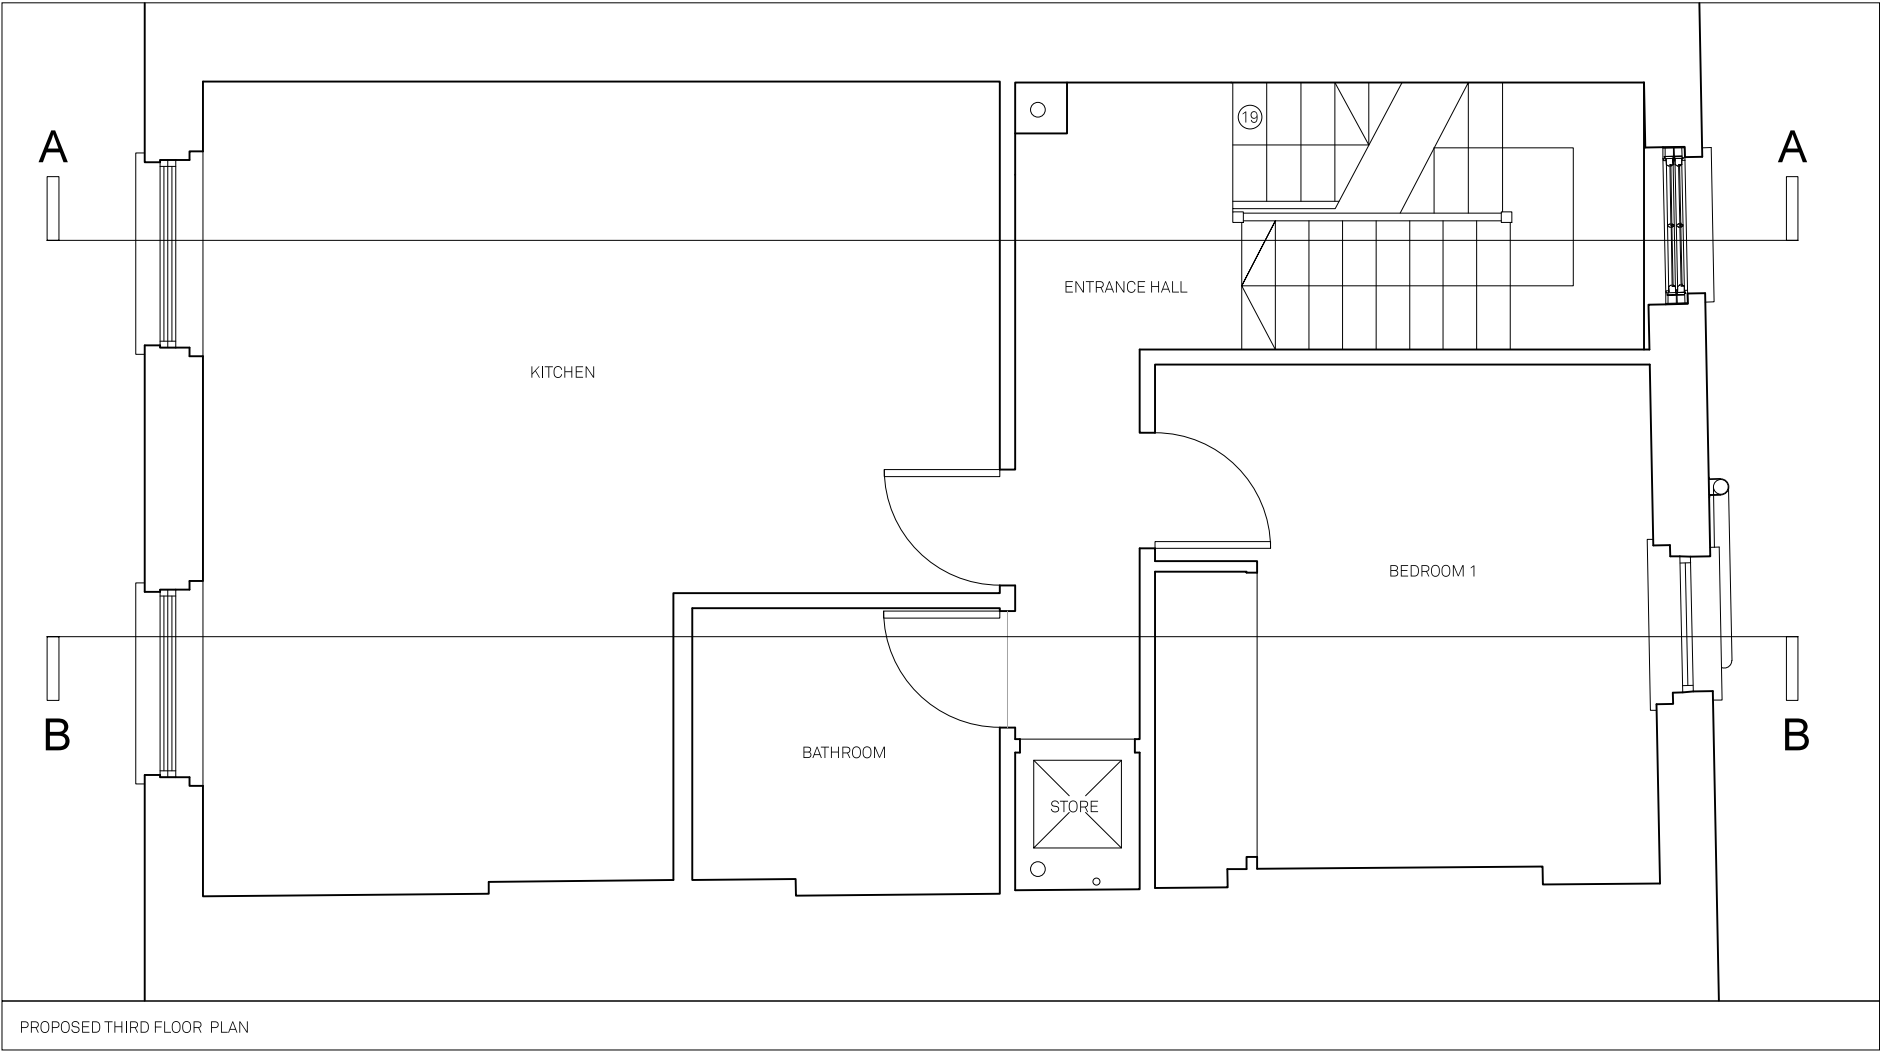 A
A
19
ENTRANCE HALL
KITCHEN
BEDROOM 1
B
B
BATHROOM
STORE
PROPOSED THIRD FLOOR PLAN